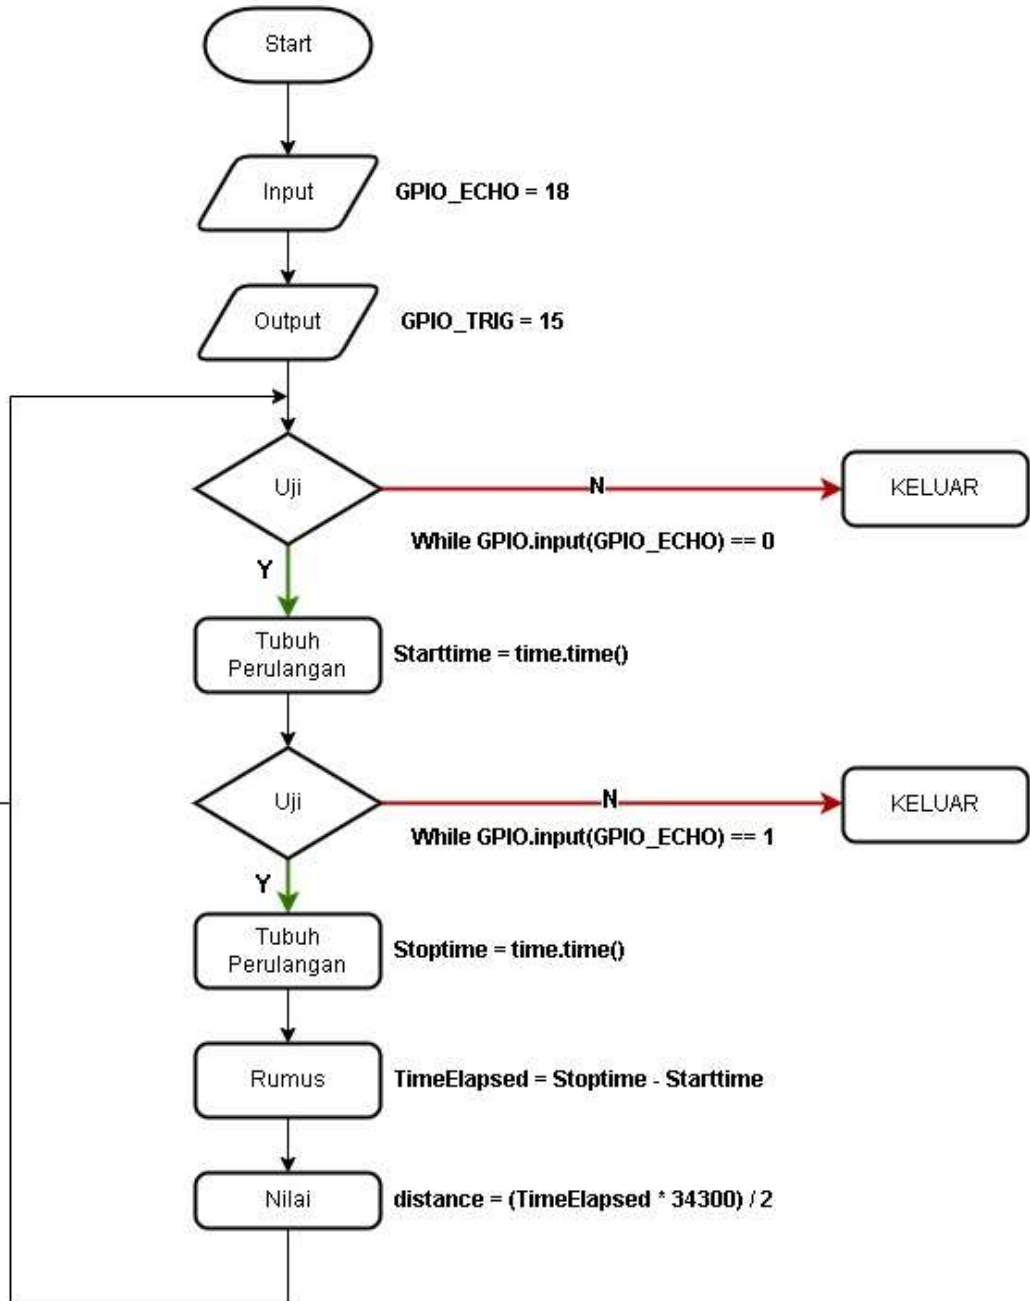 Start
Input
GPIO_ECHO = 18
Output
GPIO_TRIG = 15
Uji
N
KELUAR
While GPIO.input(GPIO_ECHO) == 0
Y
Tubuh
Perulangan
Starttime = time.time()
Uji
N
KELUAR
While GPIO.input(GPIO_ECHO) == 1
Y
Tubuh
Perulangan
Stoptime = time.time()
Rumus
TimeElapsed = Stoptime - Starttime
Nilai
distance = (TimeElapsed * 34300) / 2